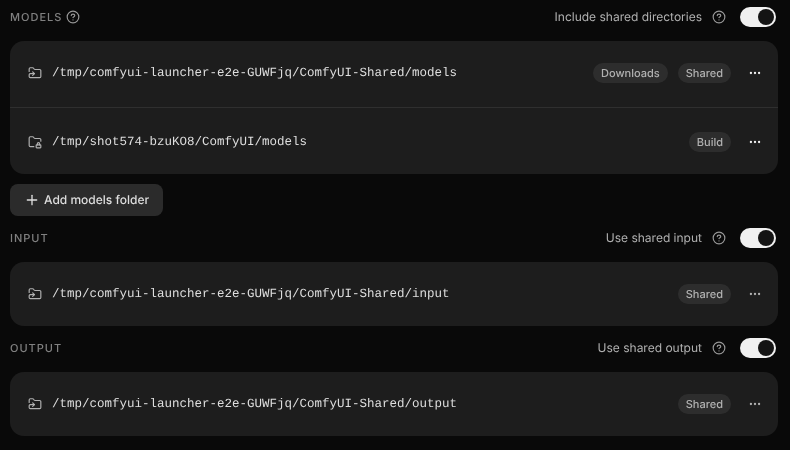 MODELS
Include shared directories
/tmp/comfyui-launcher-e2e-GUWFjq/ComfyUI-Shared/models
Downloads
Shared
/tmp/shot574-bzuKO8/ComfyUI/models
Build
Add models folder
INPUT
Use shared input
/tmp/comfyui-launcher-e2e-GUWFjq/ComfyUI-Shared/input
Shared
OUTPUT
Use shared output
/tmp/comfyui-launcher-e2e-GUWFjq/ComfyUI-Shared/output
Shared